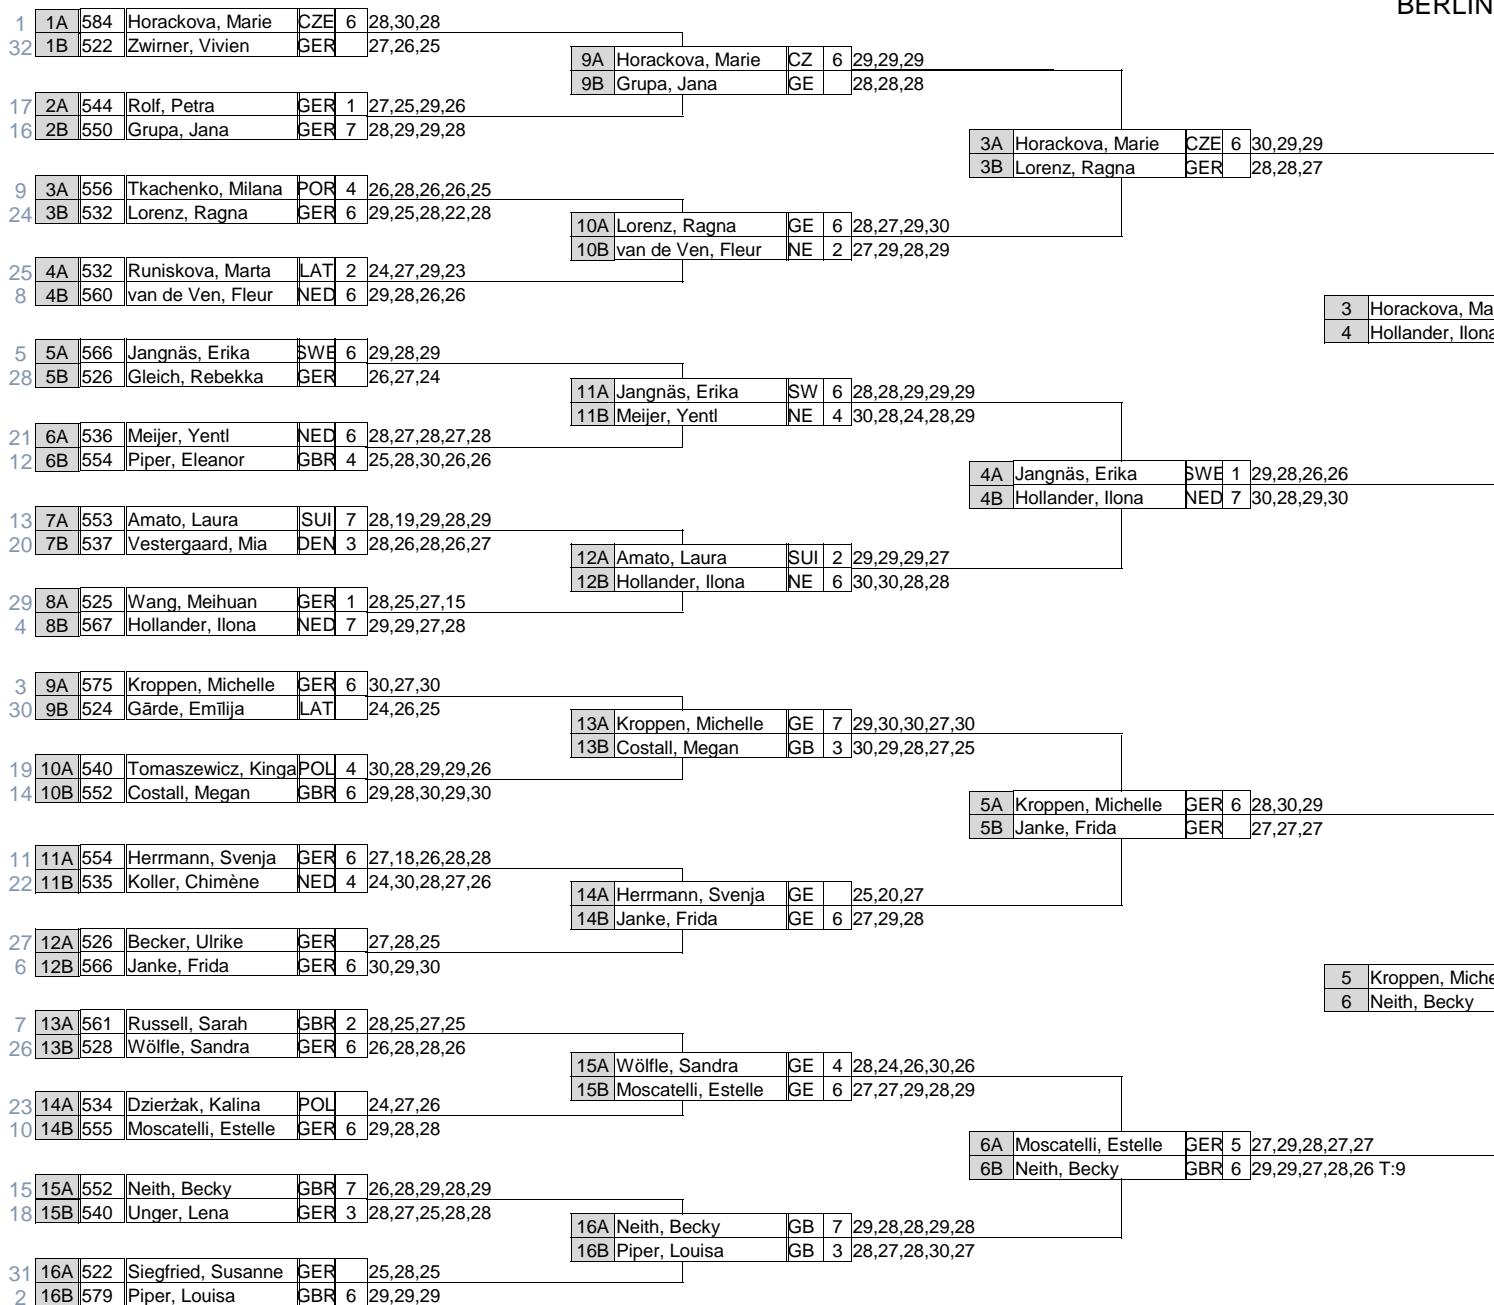 BERLIN
1 1A 584 Horackova, Marie CZE 6 28,30,28
32 1B 522 Zwirner, Vivien GER 27,26,25
9A Horackova, Marie CZ 6 29,29,29
9B Grupa, Jana GE 28,28,28
17 2A 544 Rolf, Petra GER 1 27,25,29,26
16 2B 550 Grupa, Jana GER 7 28,29,29,28
3A Horackova, Marie CZE 6 30,29,29
3B Lorenz, Ragna GER 28,28,27
9 3A 556 Tkachenko, Milana POR 4 26,28,26,26,25
24 3B 532 Lorenz, Ragna GER 6 29,25,28,22,28
10A Lorenz, Ragna GE 6 28,27,29,30
10B van de Ven, Fleur NE 2 27,29,28,29
25 4A 532 Runiskova, Marta LAT 2 24,27,29,23
8 4B 560 van de Ven, Fleur NED 6 29,28,26,26
3 Horackova, Ma
4 Hollander, Ilona
5 5A 566 Jangnäs, Erika SWE 6 29,28,29
28 5B 526 Gleich, Rebekka GER 26,27,24
11A Jangnäs, Erika SW 6 28,28,29,29,29
11B Meijer, Yentl NE 4 30,28,24,28,29
21 6A 536 Meijer, Yentl NED 6 28,27,28,27,28
12 6B 554 Piper, Eleanor GBR 4 25,28,30,26,26
4A Jangnäs, Erika SWE 1 29,28,26,26
4B Hollander, Ilona NED 7 30,28,29,30
13 7A 553 Amato, Laura SUI 7 28,19,29,28,29
20 7B 537 Vestergaard, Mia DEN 3 28,26,28,26,27
12A Amato, Laura SUI 2 29,29,29,27
12B Hollander, Ilona NE 6 30,30,28,28
29 8A 525 Wang, Meihuan GER 1 28,25,27,15
4 8B 567 Hollander, Ilona NED 7 29,29,27,28
3 9A 575 Kroppen, Michelle GER 6 30,27,30
30 9B 524 Gārde, Emīlija LAT 24,26,25
13A Kroppen, Michelle GE 7 29,30,30,27,30
13B Costall, Megan GB 3 30,29,28,27,25
19 10A 540 Tomaszewicz, Kinga POL 4 30,28,29,29,26
14 10B 552 Costall, Megan GBR 6 29,28,30,29,30
5A Kroppen, Michelle GER 6 28,30,29
5B Janke, Frida GER 27,27,27
11 11A 554 Herrmann, Svenja GER 6 27,18,26,28,28
22 11B 535 Koller, Chimène NED 4 24,30,28,27,26
14A Herrmann, Svenja GE 25,20,27
14B Janke, Frida GE 6 27,29,28
27 12A 526 Becker, Ulrike GER 27,28,25
6 12B 566 Janke, Frida GER 6 30,29,30
5 Kroppen, Miche
6 Neith, Becky
7 13A 561 Russell, Sarah GBR 2 28,25,27,25
26 13B 528 Wölfle, Sandra GER 6 26,28,28,26
15A Wölfle, Sandra GE 4 28,24,26,30,26
15B Moscatelli, Estelle GE 6 27,27,29,28,29
23 14A 534 Dzierżak, Kalina POL 24,27,26
10 14B 555 Moscatelli, Estelle GER 6 29,28,28
6A Moscatelli, Estelle GER 5 27,29,28,27,27
6B Neith, Becky GBR 6 29,29,27,28,26 T:9
15 15A 552 Neith, Becky GBR 7 26,28,29,28,29
18 15B 540 Unger, Lena GER 3 28,27,25,28,28
16A Neith, Becky GB 7 29,28,28,29,28
16B Piper, Louisa GB 3 28,27,28,30,27
31 16A 522 Siegfried, Susanne GER 25,28,25
2 16B 579 Piper, Louisa GBR 6 29,29,29